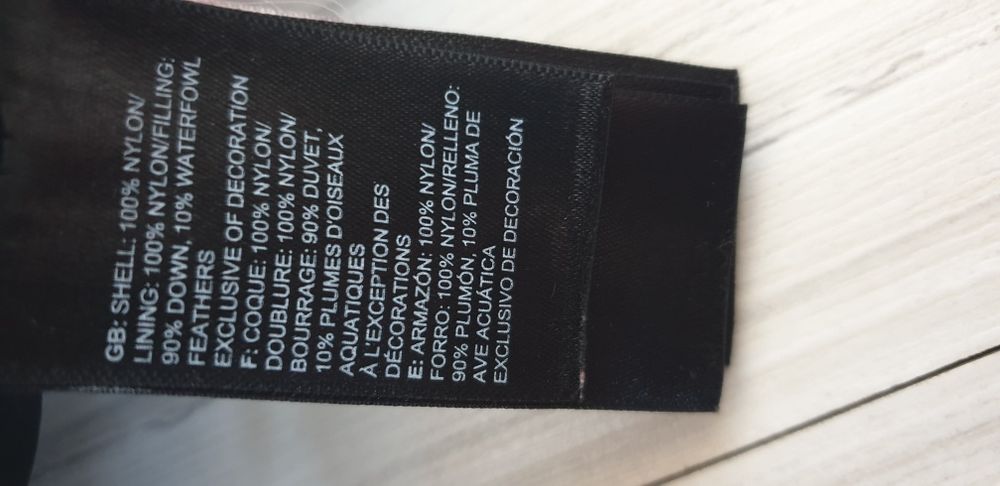 GB: SHELL: 100% NYLON/
LINING: 100% NYLON/FILLING:
90% DOWN, 10% WATERFOWL
FEATHERS
EXCLUSIVE OF DECORATION
F: COQUE: 100% NYLON/
DOUBLURE: 100% NYLON/
BOURRAGE: 90% DUVET,
10% PLUMES D'OISEAUX
AQUATIQUES
À L'EXCEPTION DES
DÉCORATIONS
E: ARMAZÓN: 100% NYLON/
FORRO: 100% NYLON/RELLENO:
90% PLUMÓN, 10% PLUMA DE
AVE ACUÁTICA
EXCLUSIVO DE DECORACIÓN